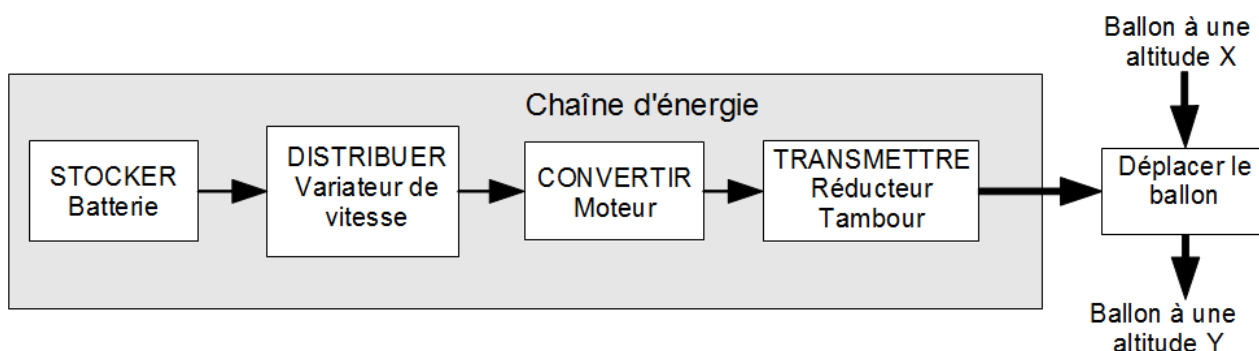 Ballon à une
altitude X
Chaîne d'énergie
STOCKER
Batterie
DISTRIBUER
Variateur de
vitesse
CONVERTIR
Moteur
TRANSMETTRE
Réducteur
Tambour
Déplacer le
ballon
Ballon à une
altitude Y